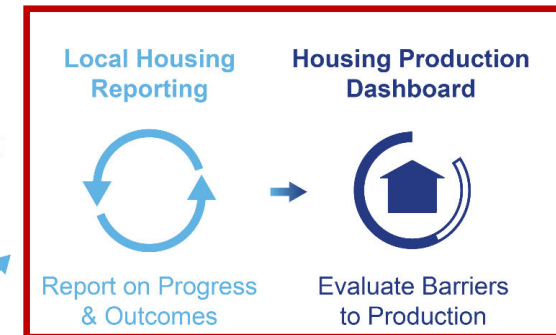 Local Housing
Reporting
Report on Progress
& Outcomes
Housing Production
Dashboard
Evaluate Barriers
to Production